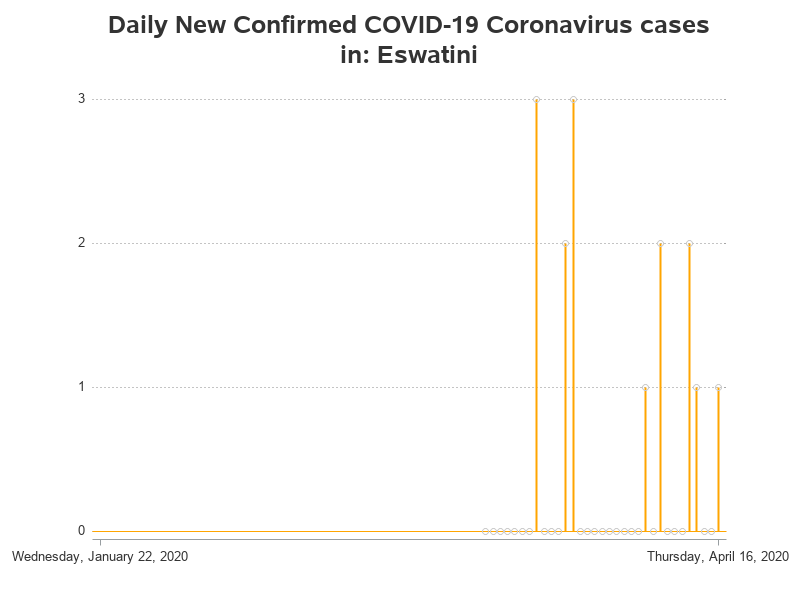 Daily New Confirmed COVID-19 Coronavirus cases
in: Eswatini
3
2
1
0
Wednesday, January 22, 2020
Thursday, April 16, 2020